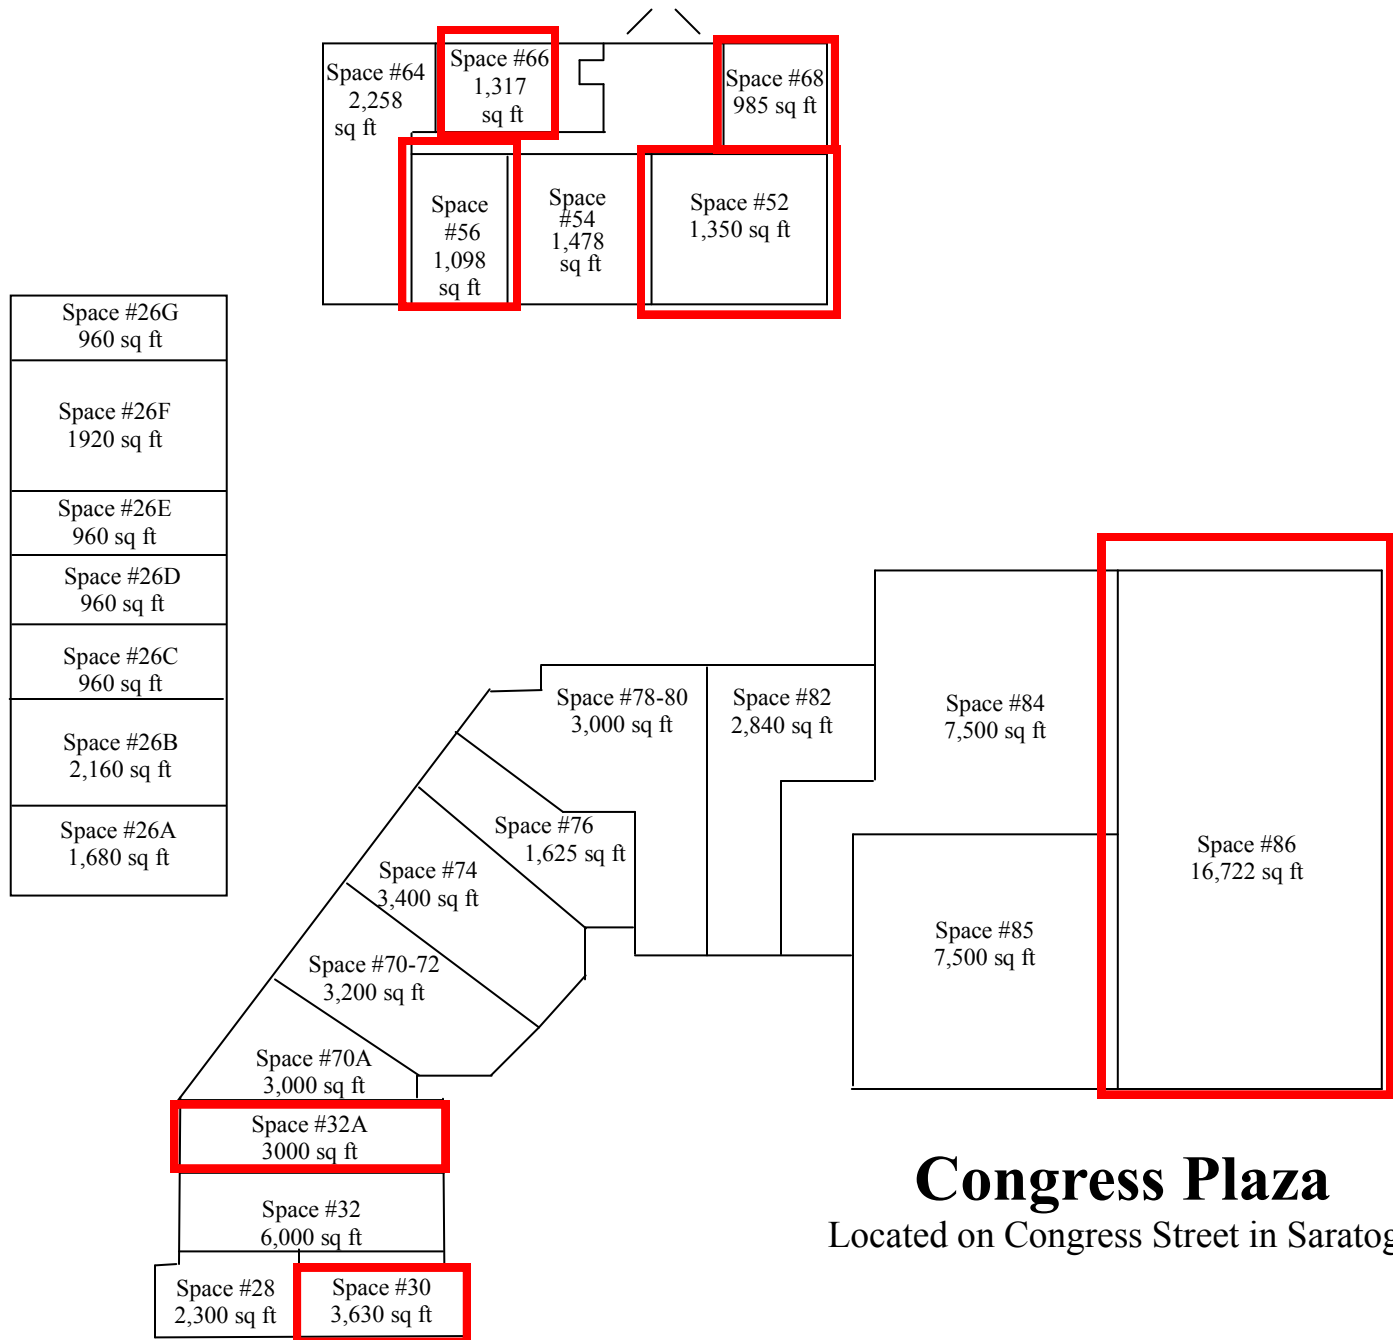 Space #64
2,258
sq ft
Space #66
1,317
sq ft
Space #68
985 sq ft
Space
#56
1,098
sq ft
Space
#54
1,478
sq ft
Space #52
1,350 sq ft
Space #26G
960 sq ft
Space #26F
1920 sq ft
Space #26E
960 sq ft
Space #26D
960 sq ft
Space #26C
960 sq ft
Space #26B
2,160 sq ft
Space #26A
1,680 sq ft
Space #78-80
3,000 sq ft
Space #82
2,840 sq ft
Space #84
7,500 sq ft
Space #76
1,625 sq ft
Space #74
3,400 sq ft
Space #86
16,722 sq ft
Space #85
7,500 sq ft
Space #70-72
3,200 sq ft
Space #70A
3,000 sq ft
Space #32A
3000 sq ft
Space #32
6,000 sq ft
Space #28
2,300 sq ft
Space #30
3,630 sq ft
Congress Plaza
Located on Congress Street in Saratog